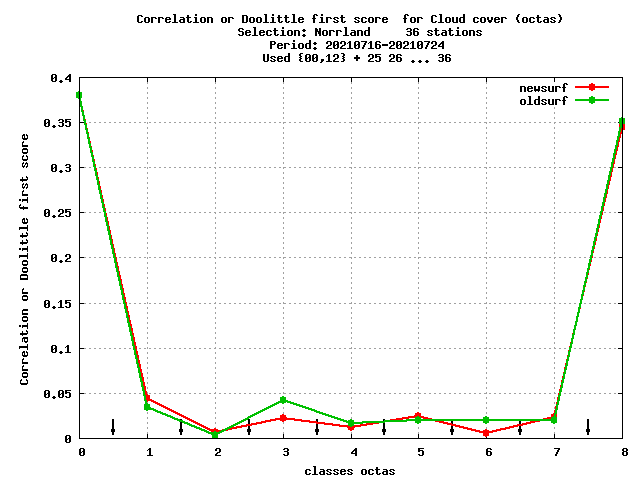 Correlation or Doolittle first score  for Cloud cover (octas)
Selection: Norrland     36 stations
Period: 20210716-20210724
Used {00,12} + 25 26 ... 36
newsurf
oldsurf
Correlation or Doolittle first score
0.4
0.35
0.3
0.25
0.2
0.15
0.1
0.05
0
0 1 2 3 4 5 6 7 8
classes octas